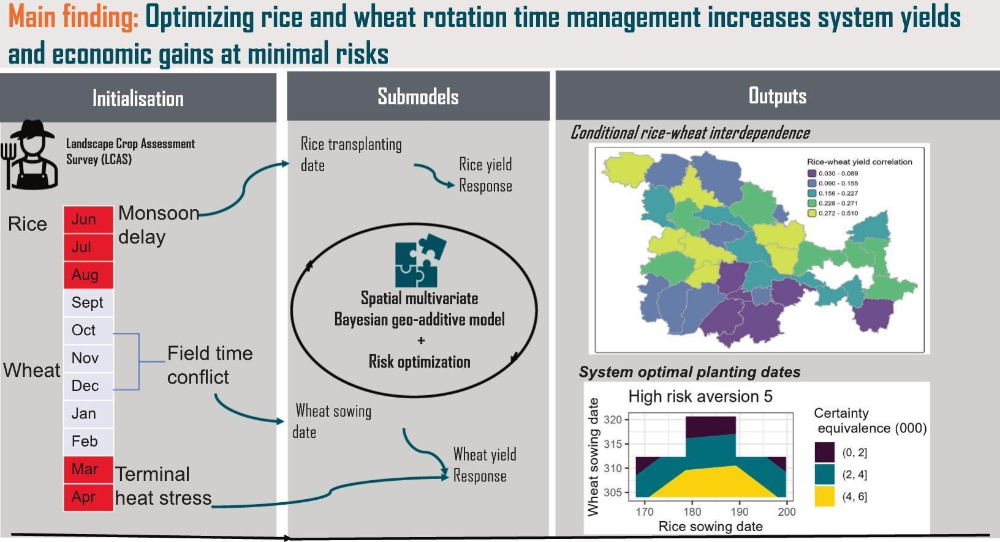 Main finding: Optimizing rice and wheat rotation time management increases system yields
and economic gains at minimal risks
Initialisation
Landscape Crop Assessment
Survey (LCAS)
Rice
Jun
Jul
Aug
Sept
Oct
Nov
Dec
Jan
Feb
Mar
Apr
Monsoon
delay
Wheat
Field time
conflict
Terminal
heat stress
Submodels
Rice transplanting
date
Rice yield
Response
Spatial multivariate
Bayesian geo-additive model
+
Risk optimization
Wheat sowing
date
Wheat yield
Response
Outputs
Conditional rice-wheat interdependence
Rice-wheat yield correlation
0.030 - 0.089
0.090 - 0.155
0.156 - 0.227
0.228 - 0.271
0.272 - 0.510
System optimal planting dates
High risk aversion 5
Wheat sowing date
320
315
310
305
170 180 190 200
Rice sowing date
Certainty
equivalence (000)
(0, 2]
(2, 4]
(4, 6]